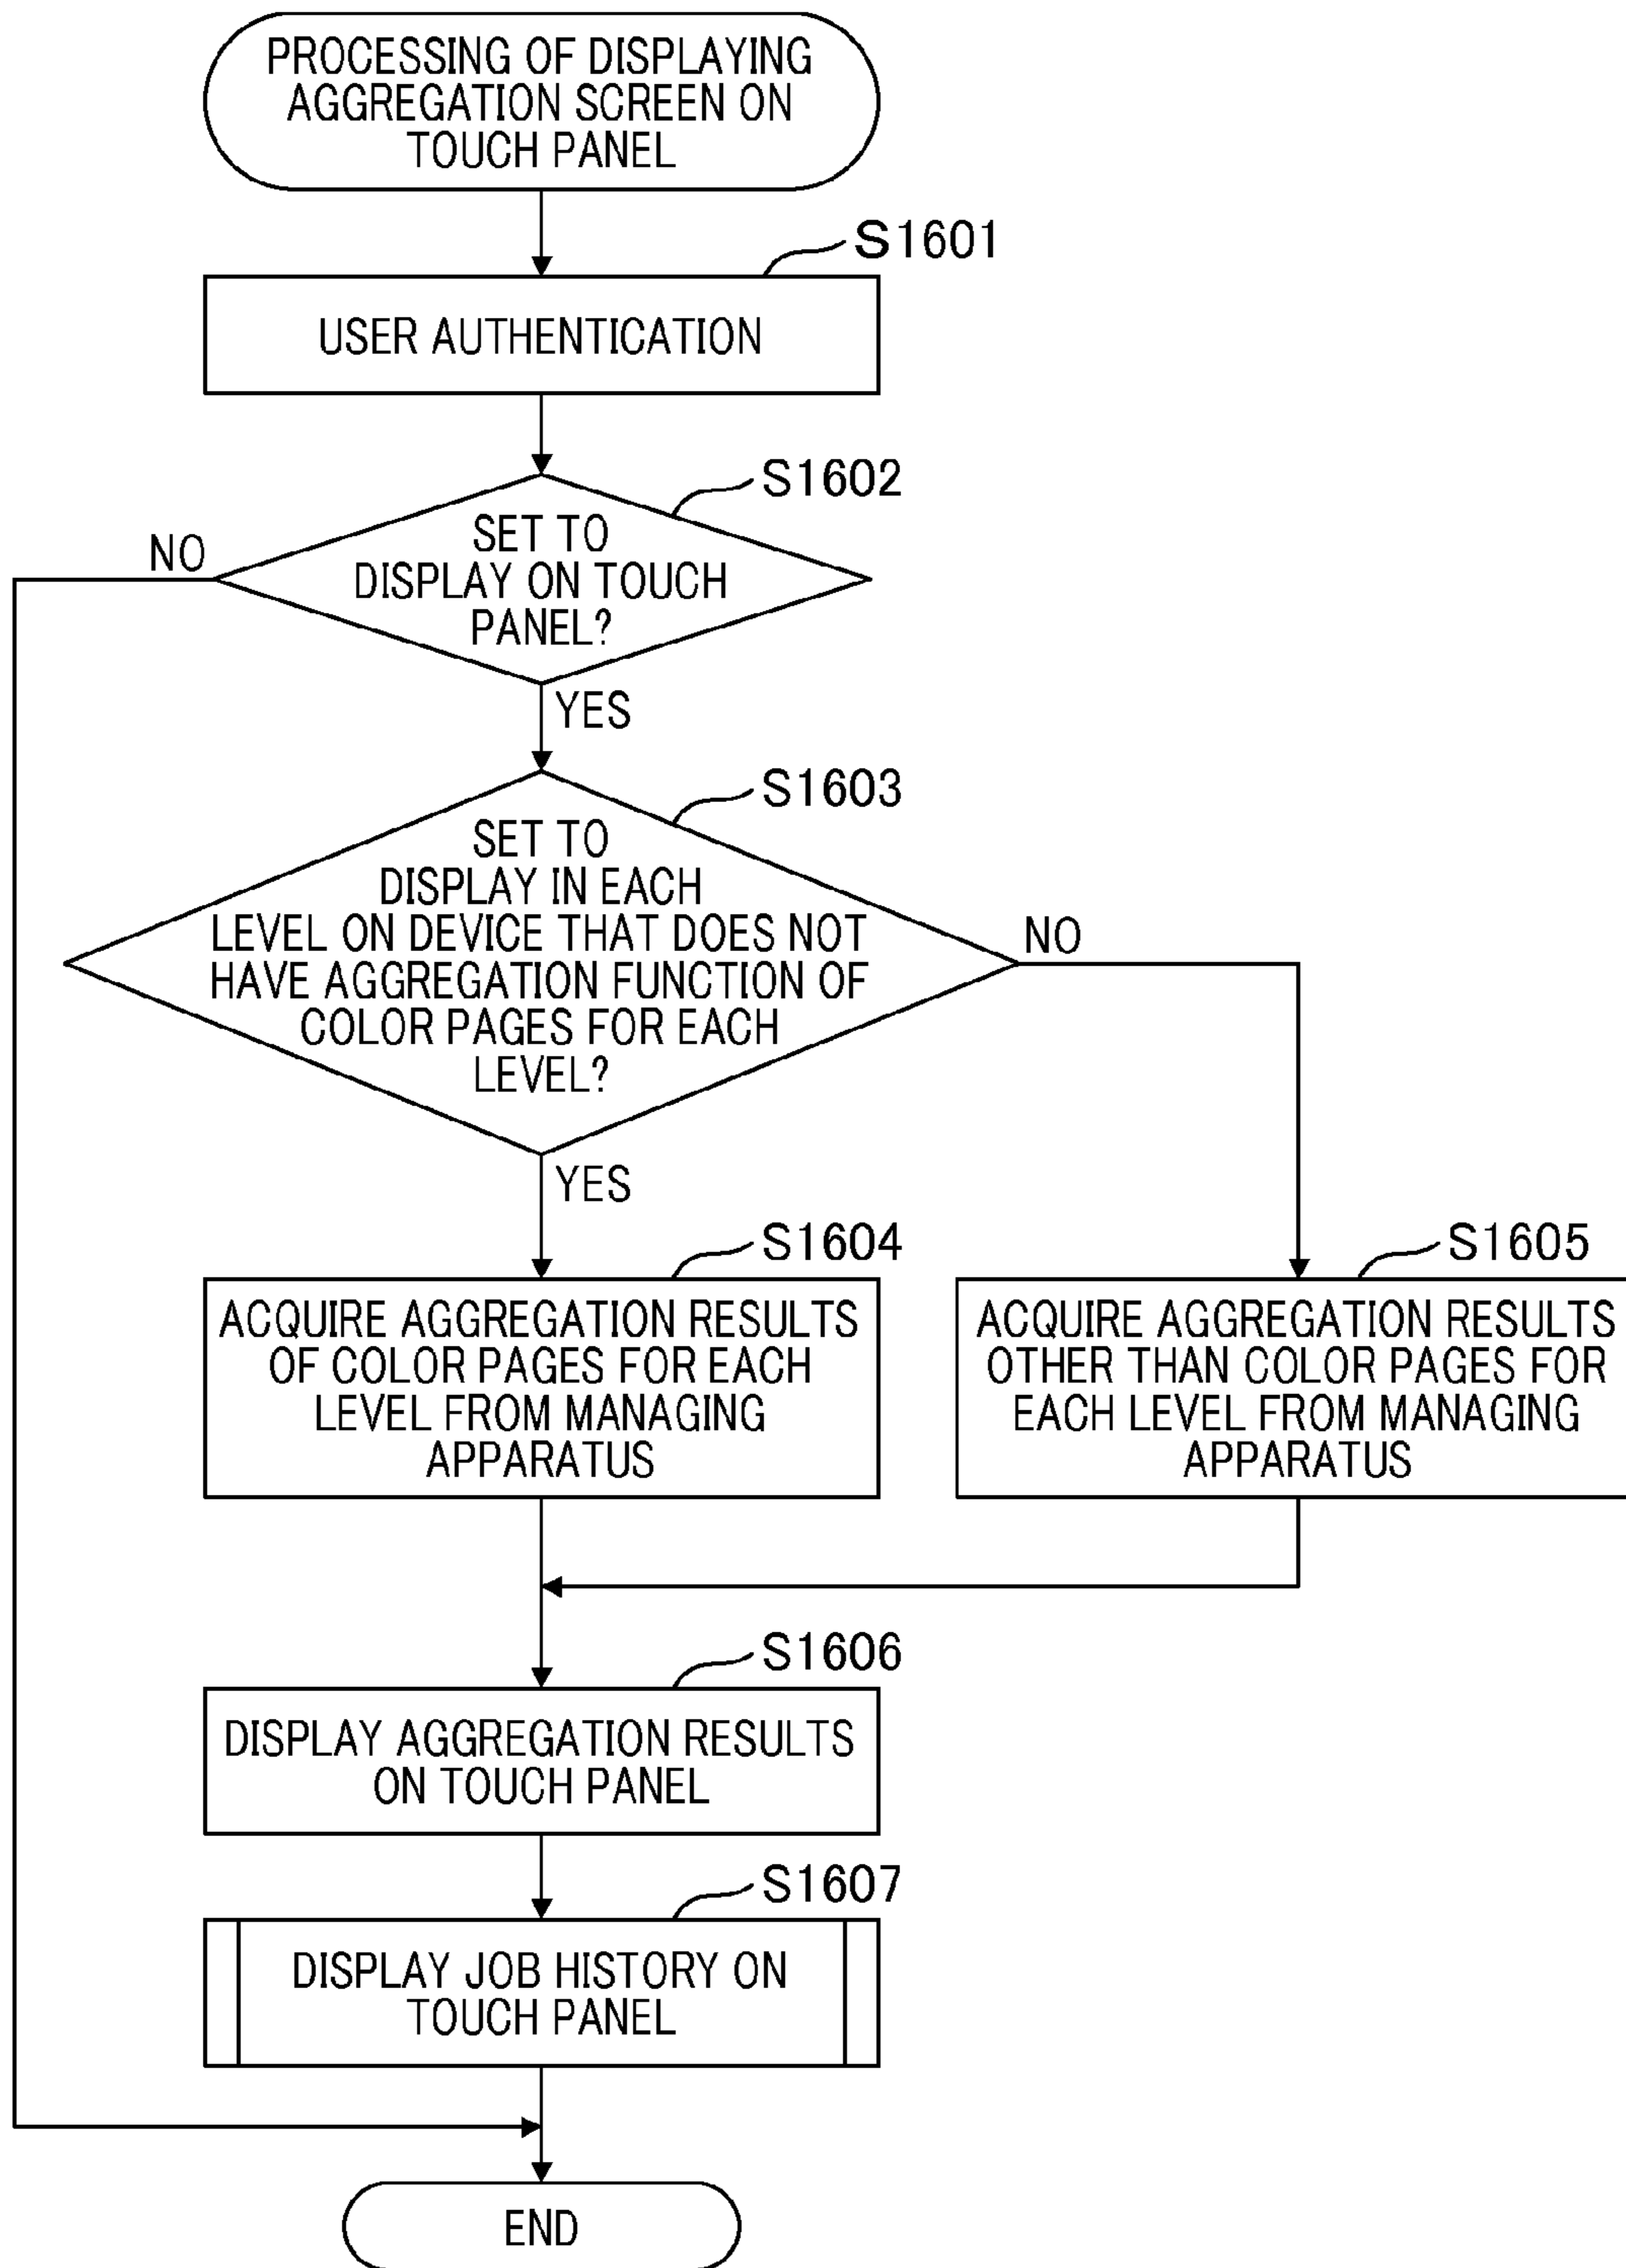 PROCESSING OF DISPLAYING
AGGREGATION SCREEN ON
TOUCH PANEL
S1601
USER AUTHENTICATION
S1602
NO
SET TO
DISPLAY ON TOUCH
PANEL?
YES
S1603
SET TO
DISPLAY IN EACH
LEVEL ON DEVICE THAT DOES NOT
HAVE AGGREGATION FUNCTION OF
COLOR PAGES FOR EACH
LEVEL?
NO
YES
S1604
ACQUIRE AGGREGATION RESULTS
OF COLOR PAGES FOR EACH
LEVEL FROM MANAGING
APPARATUS
S1605
ACQUIRE AGGREGATION RESULTS
OTHER THAN COLOR PAGES FOR
EACH LEVEL FROM MANAGING
APPARATUS
S1606
DISPLAY AGGREGATION RESULTS
ON TOUCH PANEL
S1607
DISPLAY JOB HISTORY ON
TOUCH PANEL
END